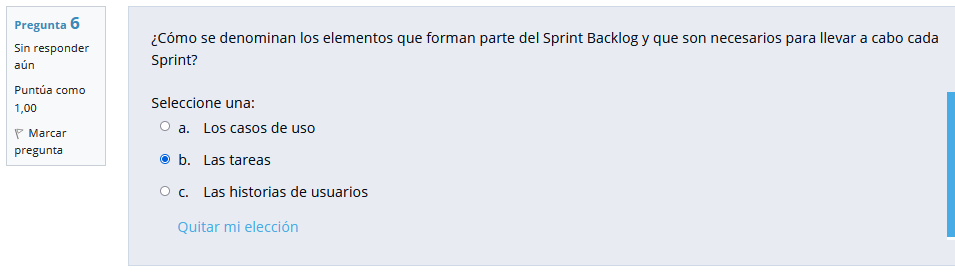 Pregunta 6
Sin responder
aún
Puntúa como
1,00
Marcar
pregunta
¿Cómo se denominan los elementos que forman parte del Sprint Backlog y que son necesarios para llevar a cabo cada
Sprint?
Seleccione una:
a. Los casos de uso
b. Las tareas
c. Las historias de usuarios
Quitar mi elección